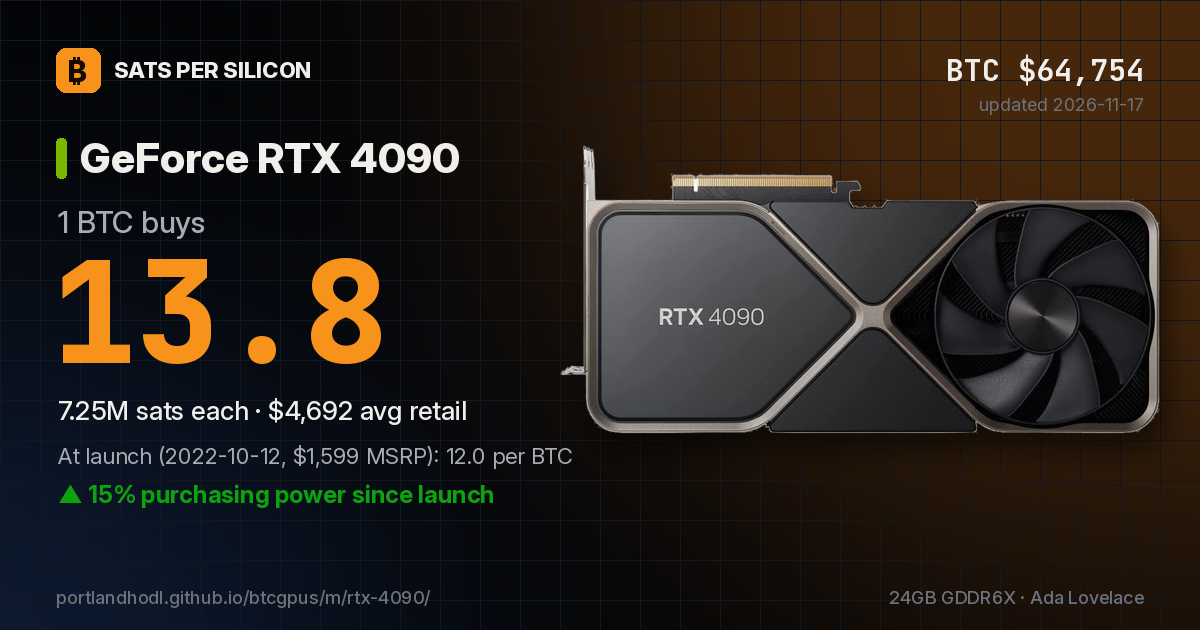 ₿ SATS PER SILICON
BTC $64,754
updated 2026-11-17
GeForce RTX 4090
1 BTC buys
13.8
RTX 4090
7.25M sats each · $4,692 avg retail
At launch (2022-10-12, $1,599 MSRP): 12.0 per BTC
▲ 15% purchasing power since launch
portlandhodl.github.io/btcgpus/m/rtx-4090/
24GB GDDR6X · Ada Lovelace